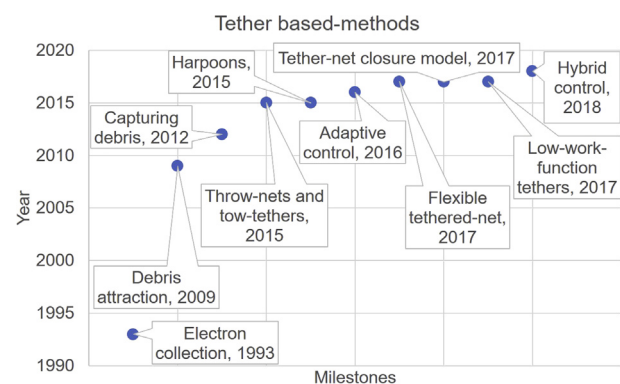 Tether based-methods
2020
2015
2010
2005
2000
1995
1990
Year
Milestones
Harpoons,
2015
Tether-net closure model, 2017
Hybrid
control,
2018
Capturing
debris, 2012
Adaptive
control, 2016
Low-work-
function
tethers, 2017
Throw-nets and
tow-tethers,
2015
Flexible
tethered-net,
2017
Debris
attraction, 2009
Electron
collection, 1993